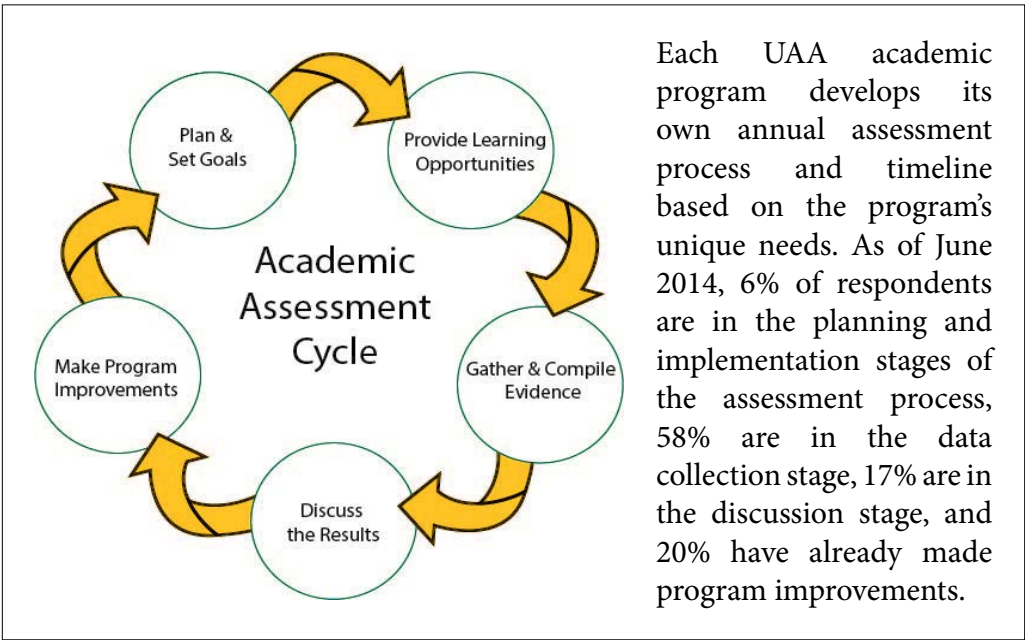 Plan &
Set Goals
Provide Learning
Opportunities
Academic
Assessment
Cycle
Make Program
Improvements
Gather & Compile
Evidence
Discuss
the Results
Each UAA academic
program develops its
own annual assessment
process and timeline
based on the program's
unique needs. As of June
2014, 6% of respondents
are in the planning and
implementation stages of
the assessment process,
58% are in the data
collection stage, 17% are in
the discussion stage, and
20% have already made
program improvements.